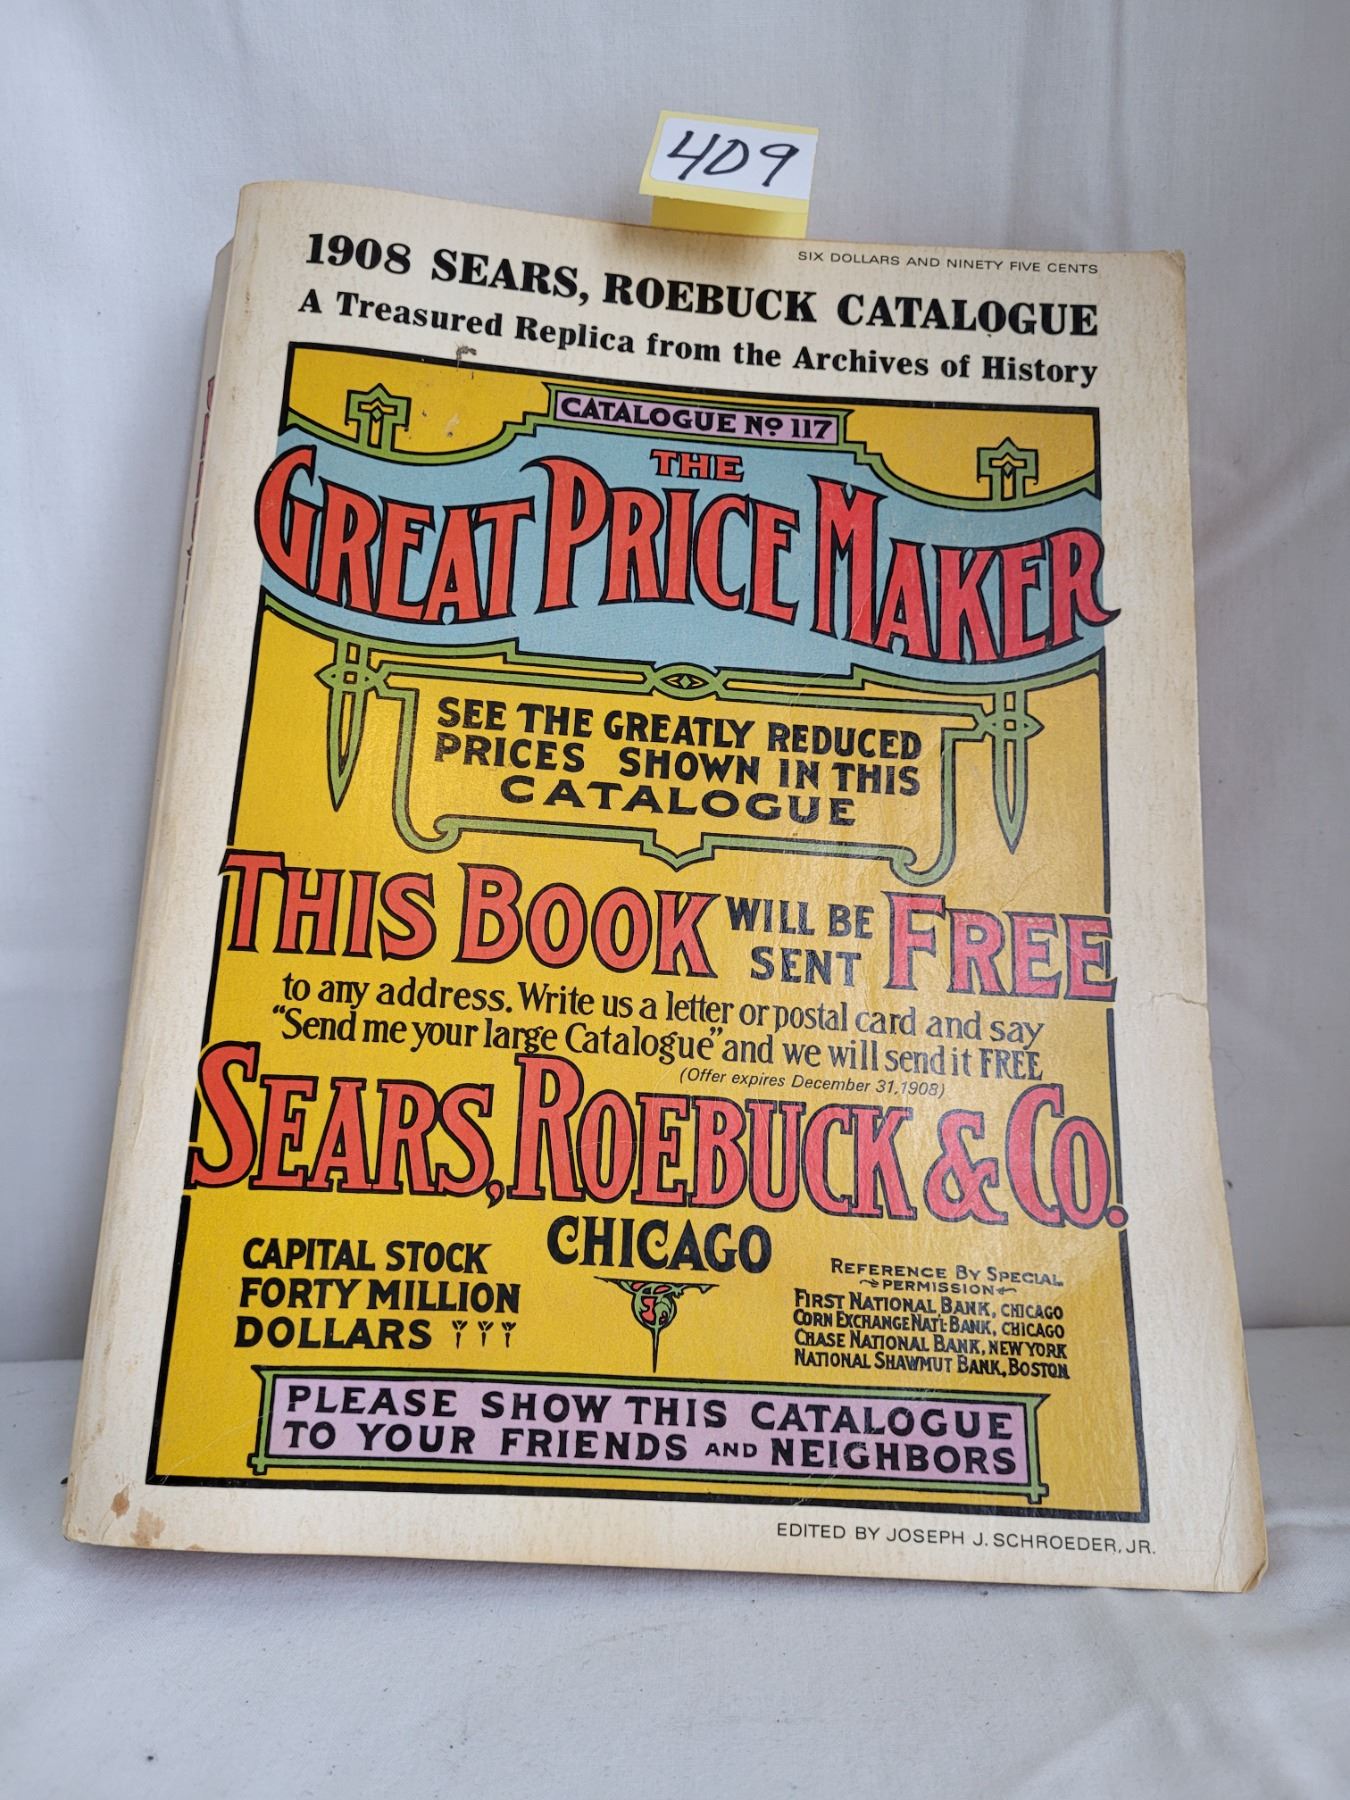 409
SIX DOLLARS AND NINETY FIVE CENTS
1908 SEARS, ROEBUCK CATALOGUE
A Treasured Replica from the Archives of History
CATALOGUE No 117
THE
GREAT PRICE MAKER
SEE THE GREATLY REDUCED
PRICES SHOWN IN THIS
CATALOGUE
THIS BOOK WILL BE SENT FREE
to any address. Write us a letter or postal card and say
"Send me your large Catalogue" and we will send it FREE
(Offer expires December 31, 1908)
SEARS, ROEBUCK & CO.
CHICAGO
CAPITAL STOCK
FORTY MILLION
DOLLARS
REFERENCE BY SPECIAL
PERMISSION
FIRST NATIONAL BANK, CHICAGO
CORN EXCHANGE NAT'L BANK, CHICAGO
CHASE NATIONAL BANK, NEW YORK
NATIONAL SHAWMUT BANK, BOSTON
PLEASE SHOW THIS CATALOGUE
TO YOUR FRIENDS AND NEIGHBORS
EDITED BY JOSEPH J. SCHROEDER, JR.